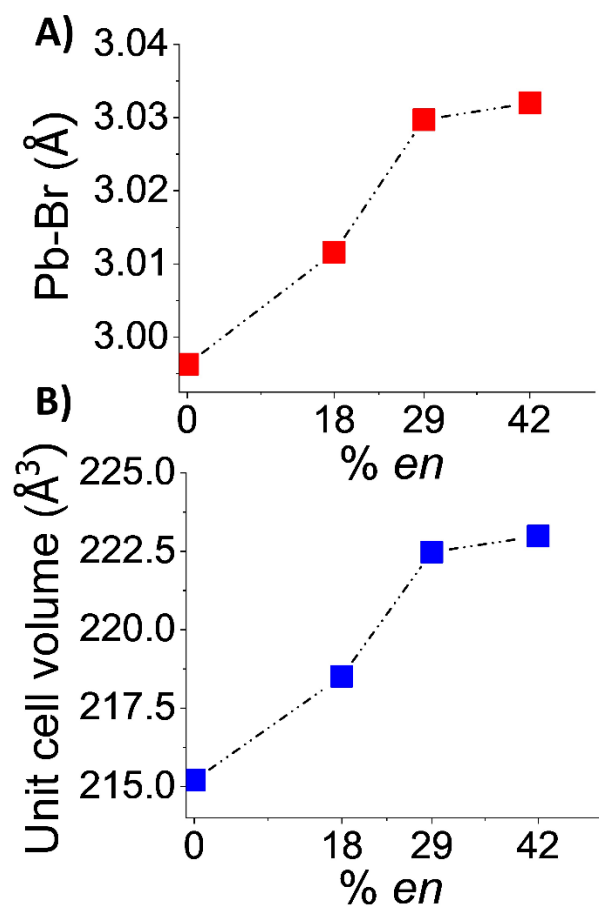 A)
Pb-Br (Å)
3.04
3.03
3.02
3.01
3.00
0 18 29 42
% en
B)
Unit cell volume (Å³)
225.0
222.5
220.0
217.5
215.0
0 18 29 42
% en